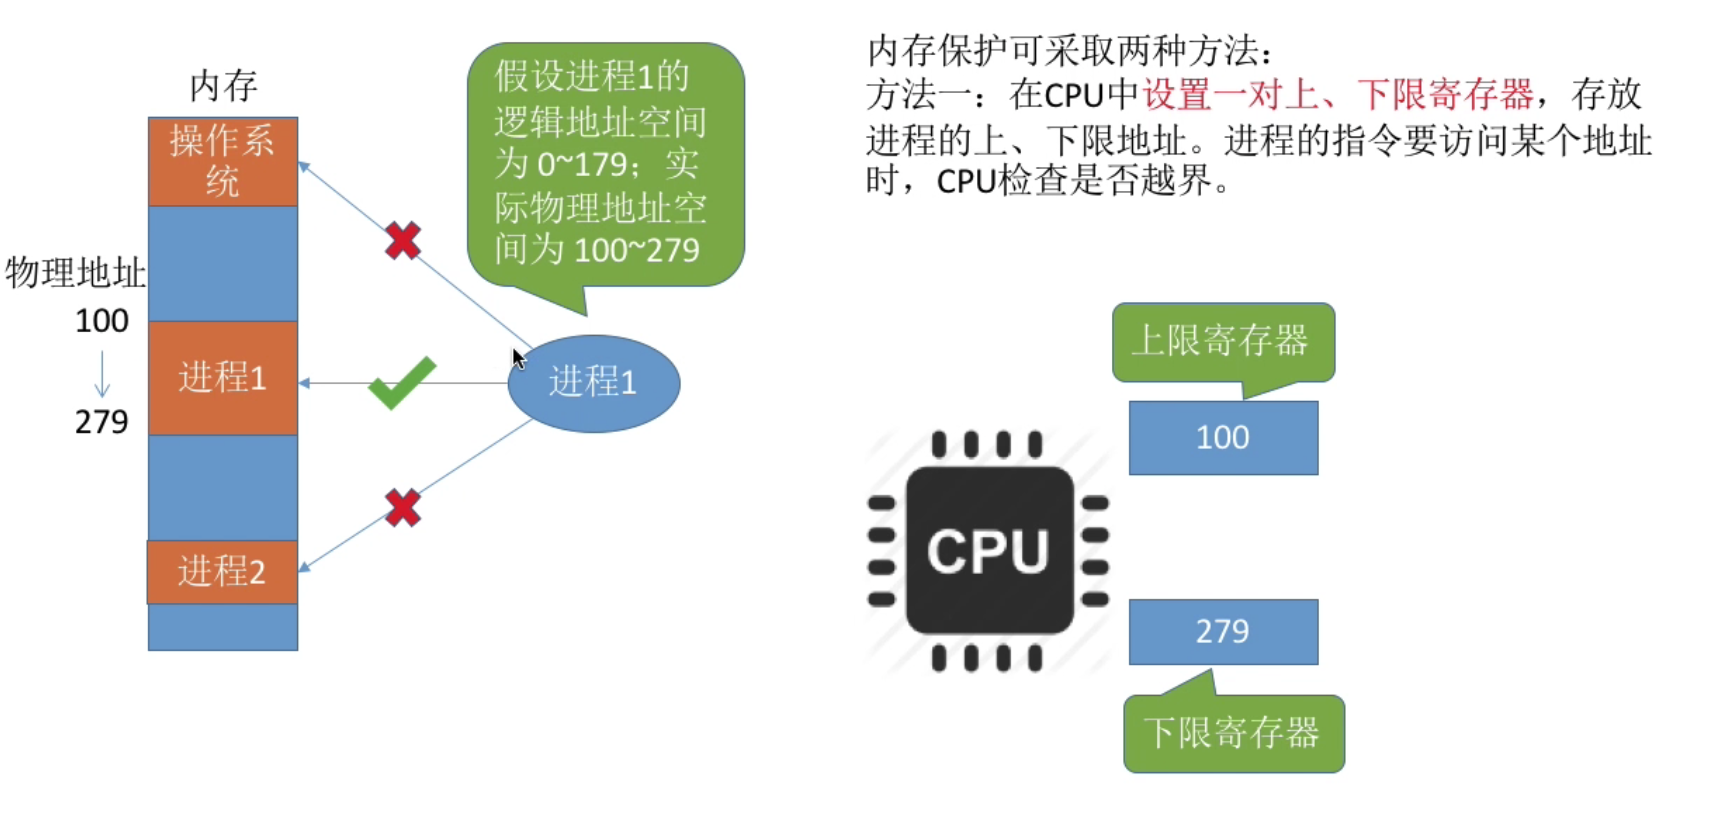 内存
操作系
统
物理地址
100
279
进程1
进程2
假设进程1的
逻辑地址空间
为 0~179；实
际物理地址空
间为 100~279
进程1
内存保护可采取两种方法：
方法一：在CPU中设置一对上、下限寄存器，存放
进程的上、下限地址。进程的指令要访问某个地址
时，CPU检查是否越界。
上限寄存器
100
CPU
279
下限寄存器